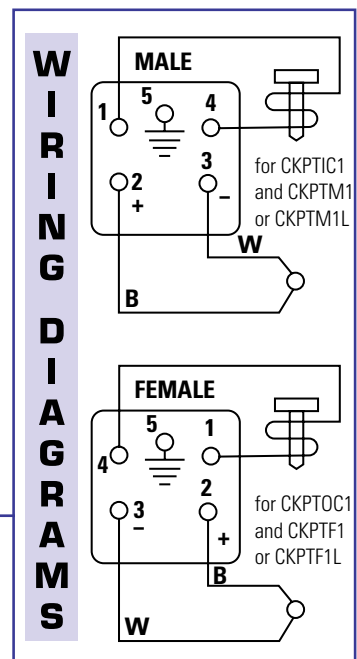 WIRING DIAGRAMS
MALE
1
5
4
2
+
3
–
for CKPTIC1
and CKPTM1
or CKPTM1L
W
B
FEMALE
4
5
1
3
–
2
+
for CKPTOC1
and CKPTF1
or CKPTF1L
B
W